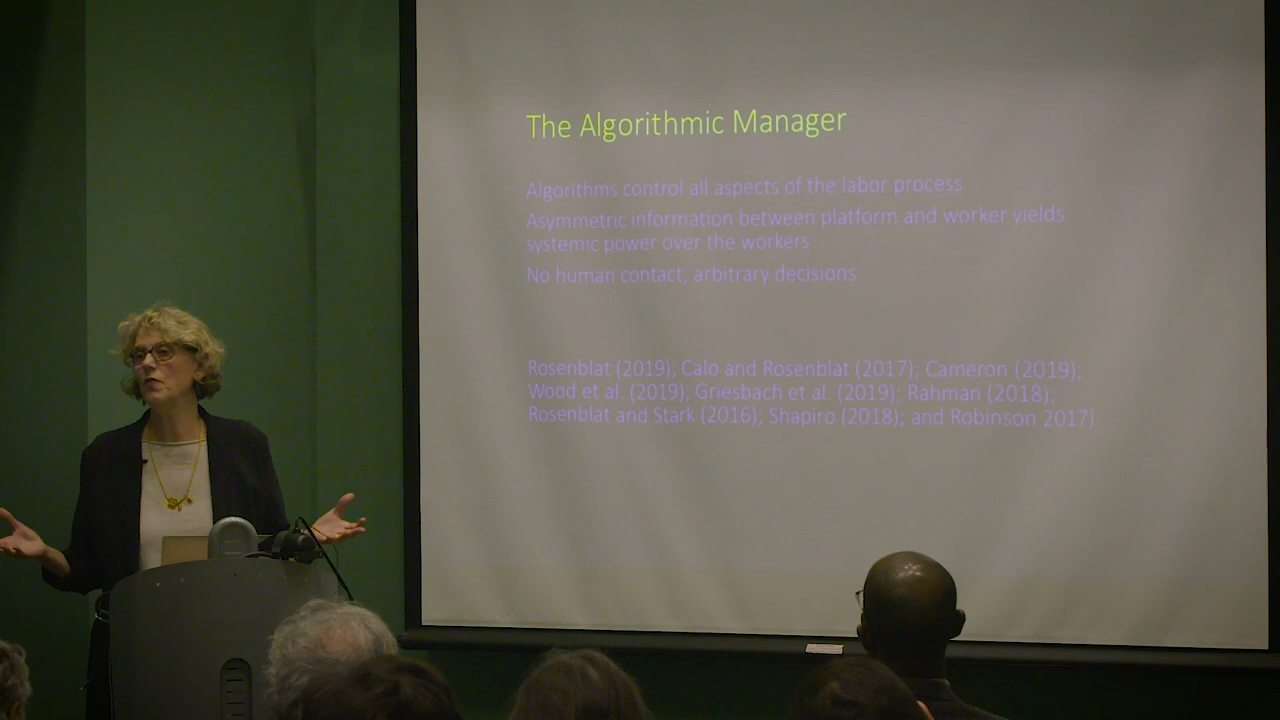 The Algorithmic Manager
Algorithms control all aspects of the labor process
Asymmetric information between platform and worker yields
systemic power over the workers
No human contact, arbitrary decisions
Rosenblat (2019); Calo and Rosenblat (2017); Cameron (2019);
Wood et al. (2019); Griesbach et al. (2019); Rahman (2018);
Rosenblat and Stark (2016); Shapiro (2018); and Robinson 2017)